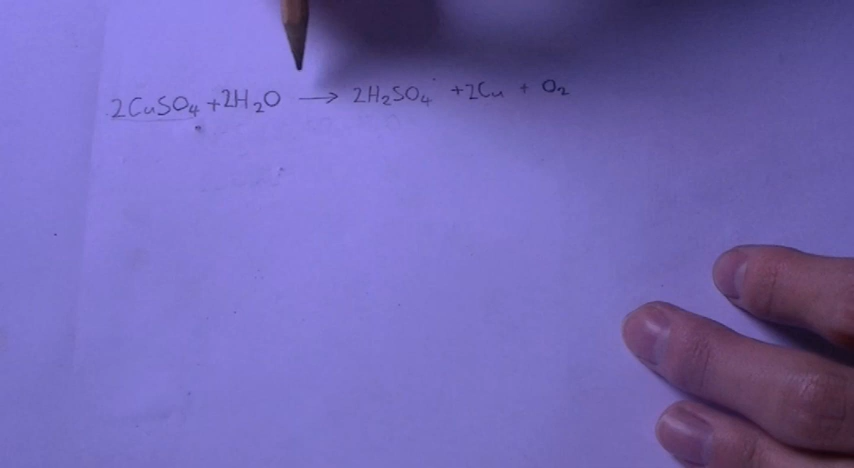 2CuSO₄ + 2H₂O → 2H₂SO₄ + 2Cu + O₂